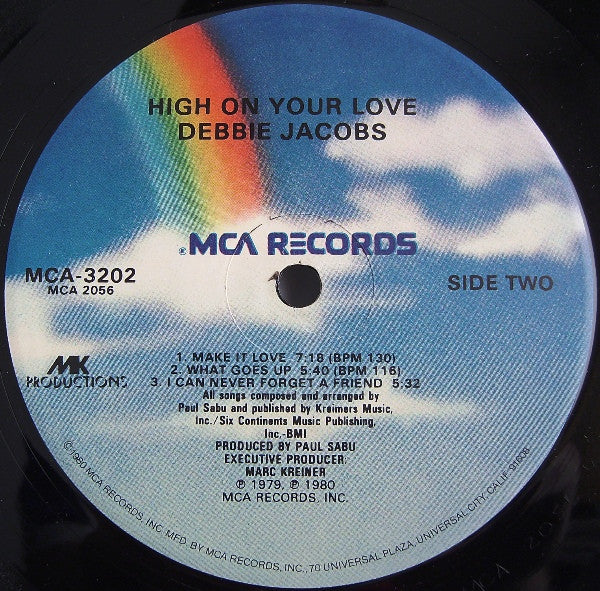 HIGH ON YOUR LOVE
DEBBIE JACOBS
® MCA RECORDS
MCA-3202
MCA 2056
SIDE TWO
MK
PRODUCTIONS
1. MAKE IT LOVE 7:18 (BPM 130)
2. WHAT GOES UP 5:40 (BPM 116)
3. I CAN NEVER FORGET A FRIEND 5:32
All songs composed and arranged by
Paul Sabu and published by Kreimers Music,
Inc./Six Continents Music Publishing,
Inc.-BMI
PRODUCED BY PAUL SABU
EXECUTIVE PRODUCER:
MARC KREINER
℗ 1979, ℗ 1980
MCA RECORDS, INC.
©1980 MCA RECORDS, INC. MFD. BY MCA RECORDS, INC., 70 UNIVERSAL PLAZA, UNIVERSAL CITY, CALIF. 91608